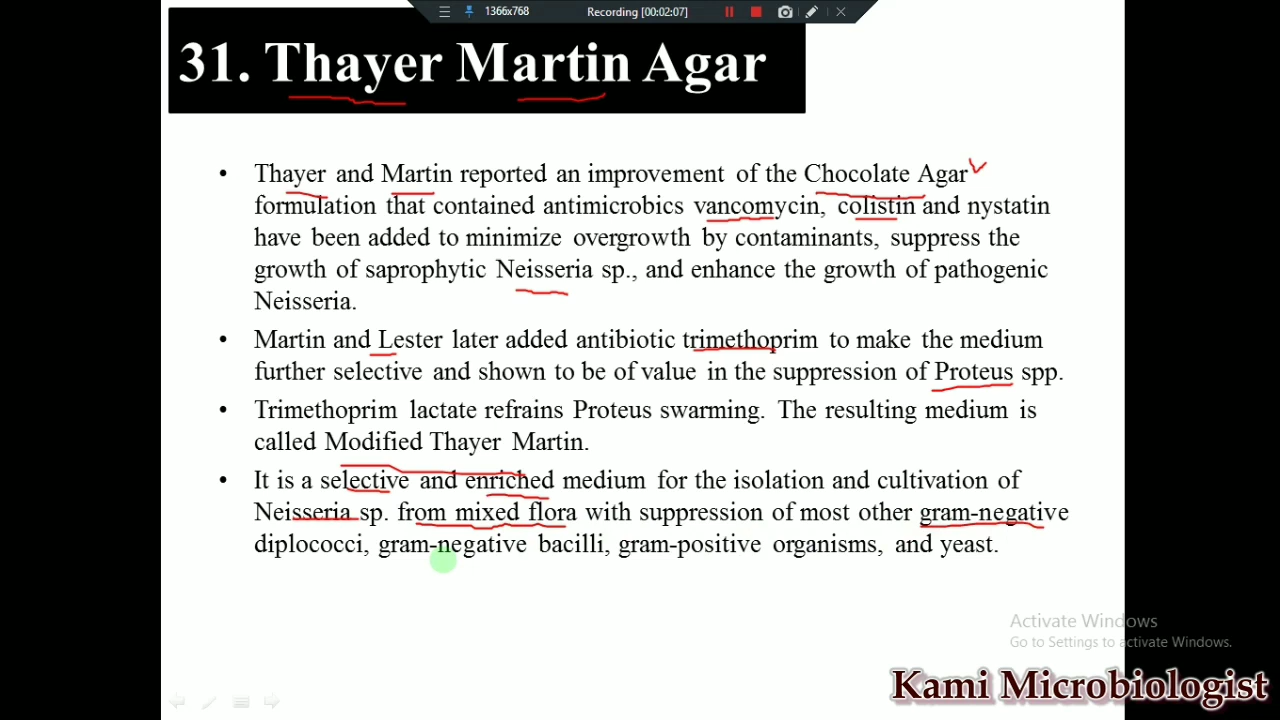 1366x768 Recording [00:02:07]
31. Thayer Martin Agar
• Thayer and Martin reported an improvement of the Chocolate Agar
formulation that contained antimicrobics vancomycin, colistin and nystatin
have been added to minimize overgrowth by contaminants, suppress the
growth of saprophytic Neisseria sp., and enhance the growth of pathogenic
Neisseria.
• Martin and Lester later added antibiotic trimethoprim to make the medium
further selective and shown to be of value in the suppression of Proteus spp.
• Trimethoprim lactate refrains Proteus swarming. The resulting medium is
called Modified Thayer Martin.
• It is a selective and enriched medium for the isolation and cultivation of
Neisseria sp. from mixed flora with suppression of most other gram-negative
diplococci, gram-negative bacilli, gram-positive organisms, and yeast.
Activate Windows
Go to Settings to activate Windows.
Kami Microbiologist